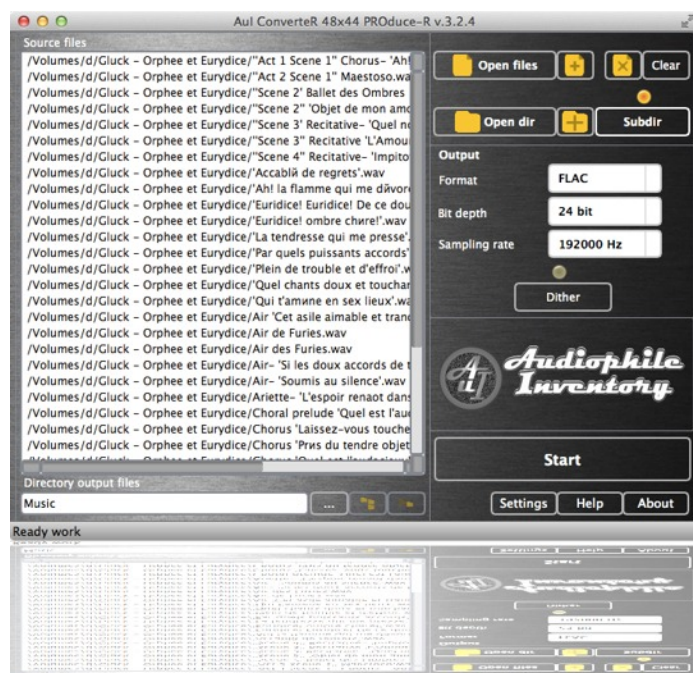 AuI ConverteR 48x44 PROduce-R v.3.2.4
Source files
/Volumes/d/Gluck - Orphee et Eurydice/"Act 1 Scene 1" Chorus- 'Ah!
/Volumes/d/Gluck - Orphee et Eurydice/"Act 2 Scene 1" Maestoso.wa
/Volumes/d/Gluck - Orphee et Eurydice/"Scene 2' Ballet des Ombres
/Volumes/d/Gluck - Orphee et Eurydice/"Scene 2" 'Objet de mon amo
/Volumes/d/Gluck - Orphee et Eurydice/"Scene 3' Recitative- 'Quel no
/Volumes/d/Gluck - Orphee et Eurydice/"Scene 3" Recitative 'L'Amou
/Volumes/d/Gluck - Orphee et Eurydice/"Scene 4" Recitative- 'Impito
/Volumes/d/Gluck - Orphee et Eurydice/'Accablй de regrets'.wav
/Volumes/d/Gluck - Orphee et Eurydice/'Ah! la flamme qui me dйvor
/Volumes/d/Gluck - Orphee et Eurydice/'Euridice! Euridice! De ce dou
/Volumes/d/Gluck - Orphee et Eurydice/'Euridice! ombre chиre!'.wav
/Volumes/d/Gluck - Orphee et Eurydice/'La tendresse qui me presse'.
/Volumes/d/Gluck - Orphee et Eurydice/'Par quels puissants accords'
/Volumes/d/Gluck - Orphee et Eurydice/'Plein de trouble et d'effroi'.w
/Volumes/d/Gluck - Orphee et Eurydice/'Quel chants doux et touchar
/Volumes/d/Gluck - Orphee et Eurydice/'Qui t'amиne en sex lieux'.wa
/Volumes/d/Gluck - Orphee et Eurydice/Air 'Cet asile aimable et tranc
/Volumes/d/Gluck - Orphee et Eurydice/Air de Furies.wav
/Volumes/d/Gluck - Orphee et Eurydice/Air des Furies.wav
/Volumes/d/Gluck - Orphee et Eurydice/Air- 'Si les doux accords de t
/Volumes/d/Gluck - Orphee et Eurydice/Air- 'Soumis au silence'.wav
/Volumes/d/Gluck - Orphee et Eurydice/Ariette- 'L'espoir renaot dans
/Volumes/d/Gluck - Orphee et Eurydice/Choral prelude 'Quel est l'aud
/Volumes/d/Gluck - Orphee et Eurydice/Chorus 'Laissez-vous touche
/Volumes/d/Gluck - Orphee et Eurydice/Chorus 'Prиs du tendre objet
Directory output files
Music
...
Open files
Clear
Open dir
Subdir
Output
Format
FLAC
Bit depth
24 bit
Sampling rate
192000 Hz
Dither
AuI
Audiophile
Inventory
Start
Settings
Help
About
Ready work